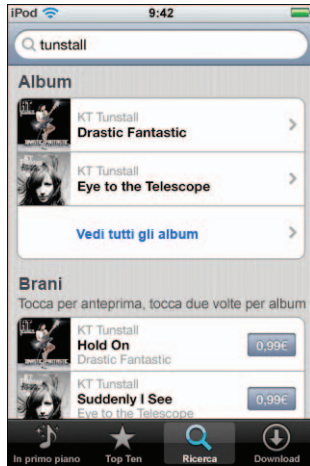 iPod 9:42
tunstall
Album
KT Tunstall
Drastic Fantastic
KT Tunstall
Eye to the Telescope
Vedi tutti gli album
Brani
Tocca per anteprima, tocca due volte per album
KT Tunstall
Hold On
Drastic Fantastic
0,99€
KT Tunstall
Suddenly I See
Eye to the Telescope
0,99€
In primo piano Top Ten Ricerca Download